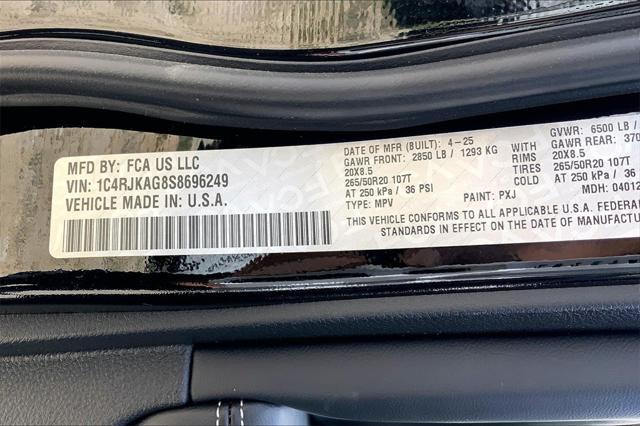 MFD BY: FCA US LLC
VIN: 1C4RJKAG8S8696249
VEHICLE MADE IN: U.S.A.
DATE OF MFR (BUILT): 4-25 GVWR: 6500 LB /
GAWR FRONT: 2850 LB / 1293 KG WITH GAWR REAR: 370
20X8.5 RIMS 20X8.5
265/50R20 107T TIRES 265/50R20 107T
AT 250 kPa / 36 PSI AT 250 kPa / 36
TYPE: MPV PAINT: PXJ MDH: 0401
THIS VEHICLE CONFORMS TO ALL APPLICABLE U.S.A. FEDERAL
STANDARDS IN EFFECT ON THE DATE OF MANUFACTUR